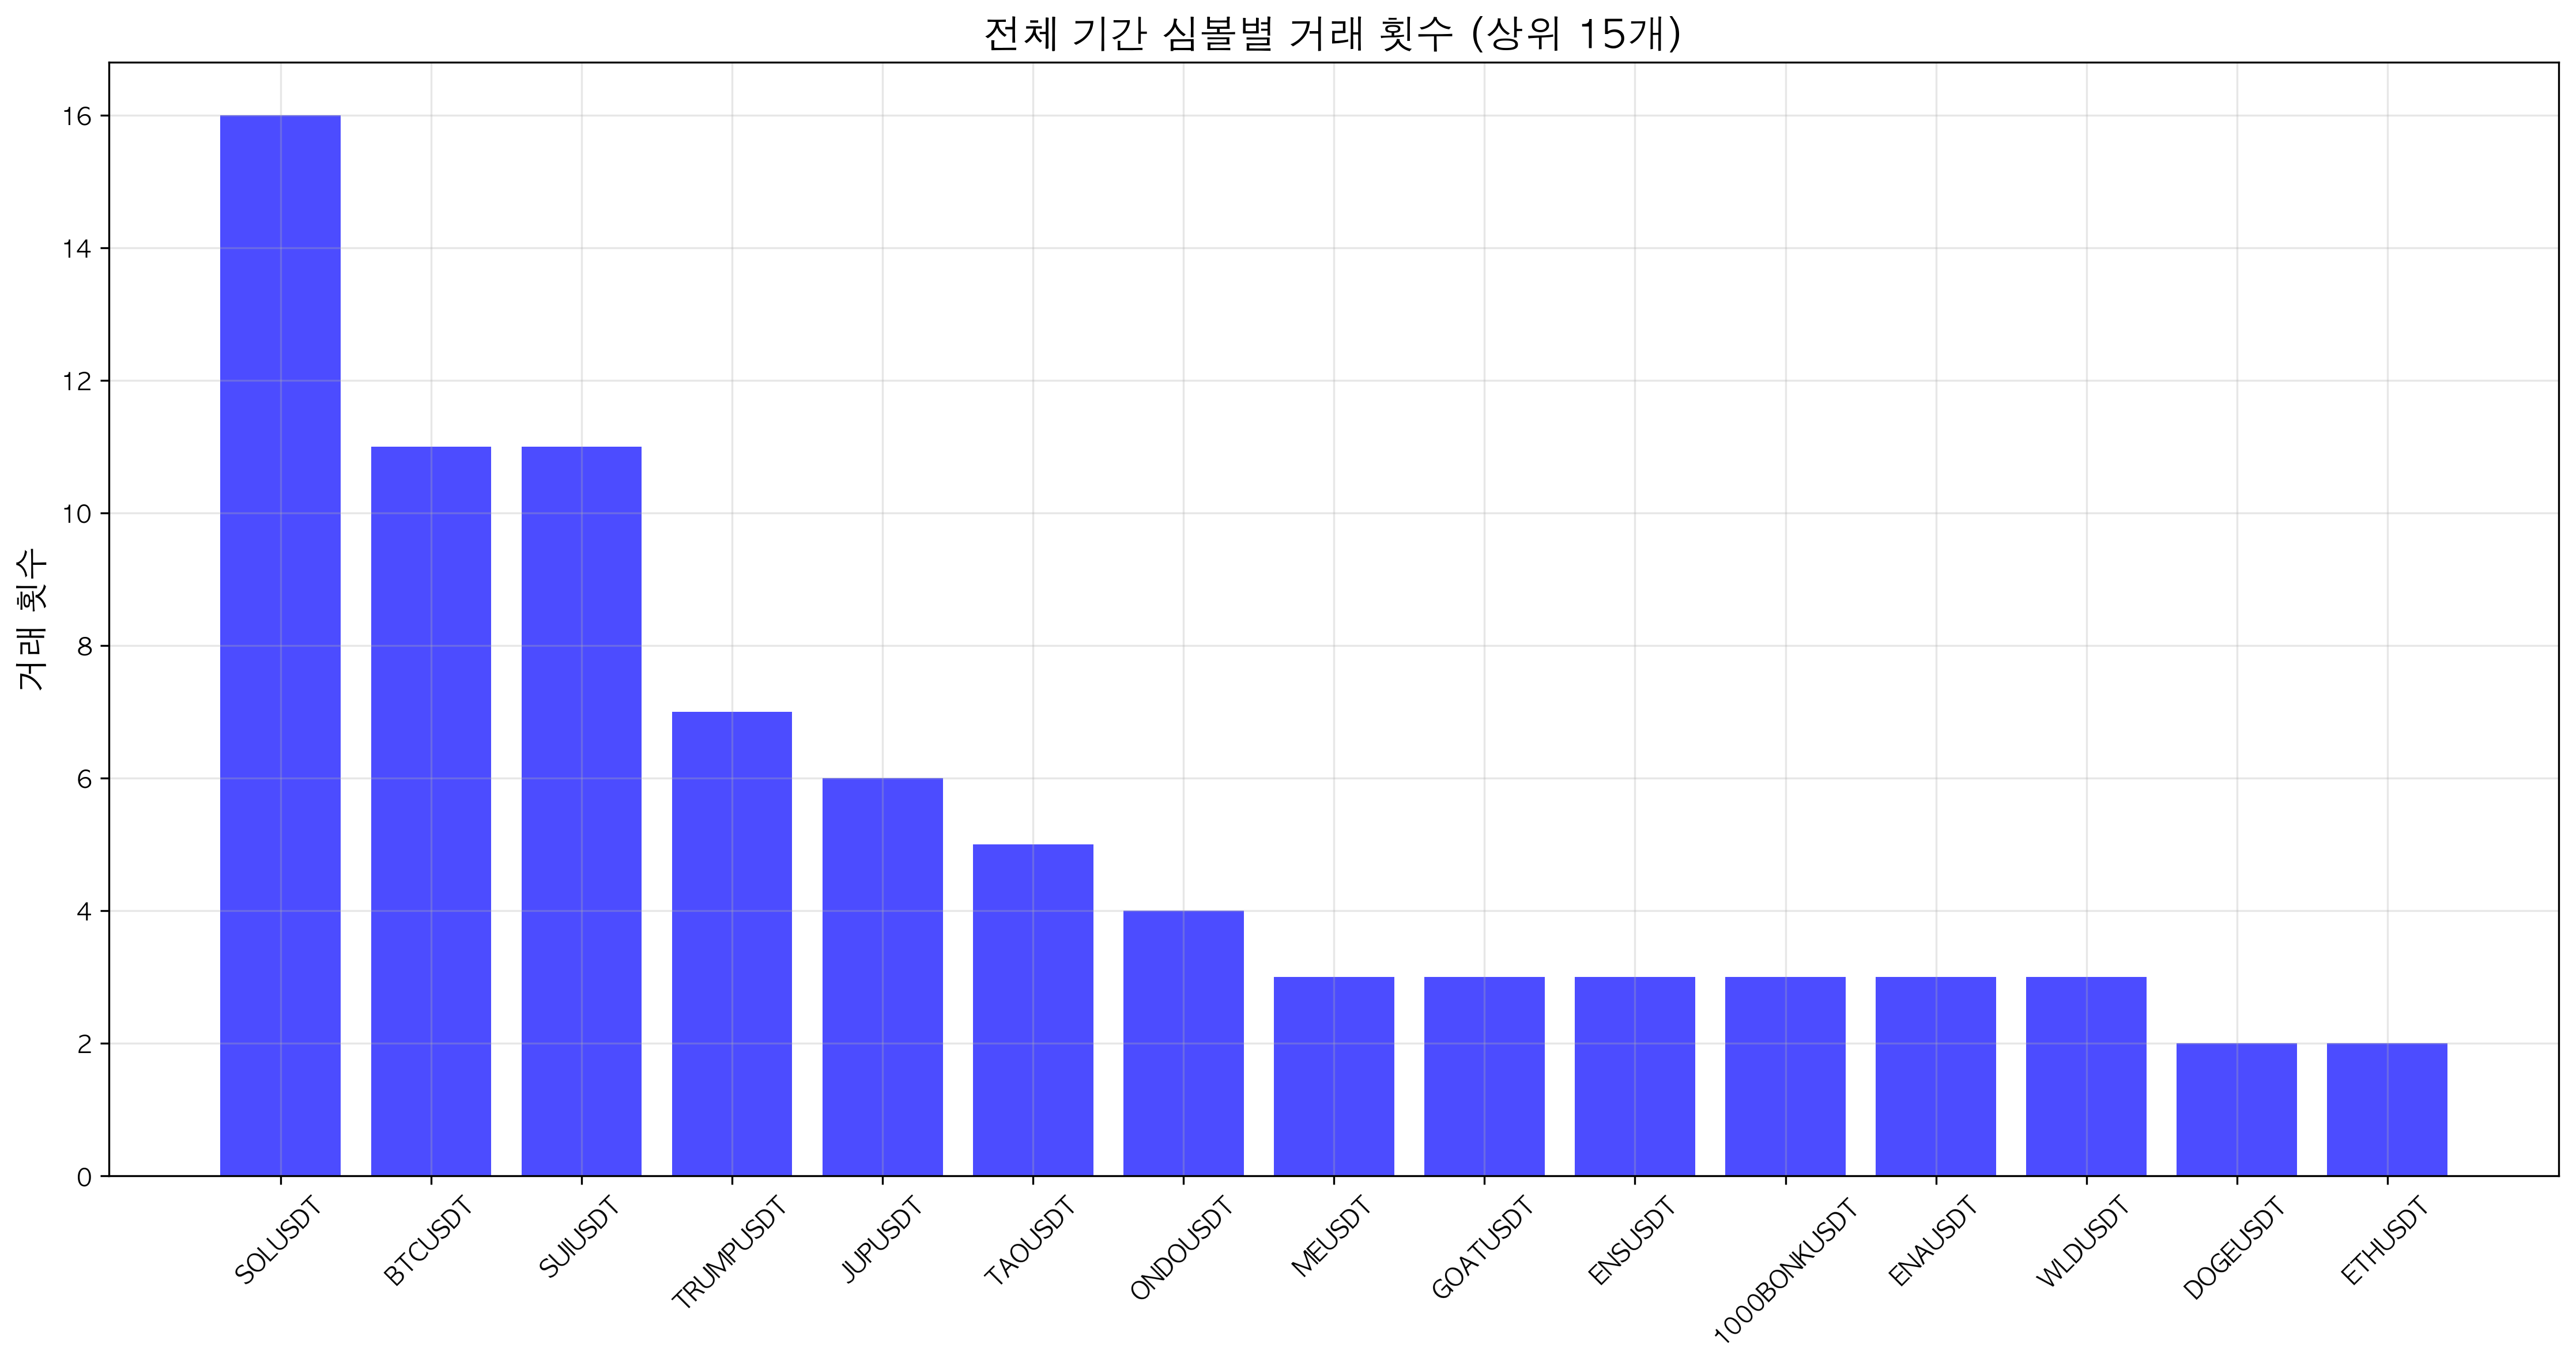 전체 기간 심볼별 거래 횟수 (상위 15개)
거래 횟수
16
14
12
10
8
6
4
2
0
SOLUSDT
BTCUSDT
SUIUSDT
TRUMPUSDT
JUPUSDT
TAOUSDT
ONDOUSDT
MEUSDT
GOATUSDT
ENSUSDT
1000BONKUSDT
ENAUSDT
WLDUSDT
DOGEUSDT
ETHUSDT